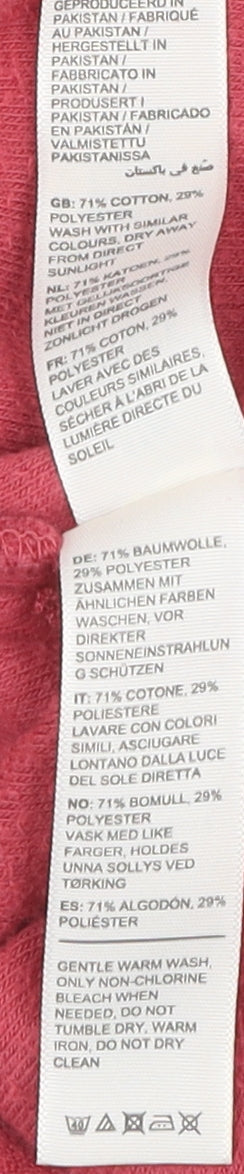 GEPRODUCEERD IN
PAKISTAN / FABRIQUÉ
AU PAKISTAN /
HERGESTELLT IN
PAKISTAN /
FABBRICATO IN
PAKISTAN /
PRODUSERT I
PAKISTAN / FABRICADO
EN PAKISTÁN /
VALMISTETTU
PAKISTANISSA
صنع في باكستان
GB: 71% COTTON, 29%
POLYESTER
WASH WITH SIMILAR
COLOURS, DRY AWAY
FROM DIRECT
SUNLIGHT
NL: 71% KATOEN, 29%
POLYESTER
MET GELIJKSOORTIGE
KLEUREN WASSEN,
NIET IN DIRECT
ZONLICHT DROGEN
FR: 71% COTON, 29%
POLYESTER
LAVER AVEC DES
COULEURS SIMILAIRES,
SÉCHER À L'ABRI DE LA
LUMIÈRE DIRECTE DU
SOLEIL
DE: 71% BAUMWOLLE,
29% POLYESTER
ZUSAMMEN MIT
ÄHNLICHEN FARBEN
WASCHEN, VOR
DIREKTER
SONNENEINSTRAHLUN
G SCHÜTZEN
IT: 71% COTONE, 29%
POLIESTERE
LAVARE CON COLORI
SIMILI, ASCIUGARE
LONTANO DALLA LUCE
DEL SOLE DIRETTA
NO: 71% BOMULL, 29%
POLYESTER
VASK MED LIKE
FARGER, HOLDES
UNNA SOLLYS VED
TØRKING
ES: 71% ALGODÓN, 29%
POLIÉSTER
GENTLE WARM WASH,
ONLY NON-CHLORINE
BLEACH WHEN
NEEDED, DO NOT
TUMBLE DRY, WARM
IRON, DO NOT DRY
CLEAN
40